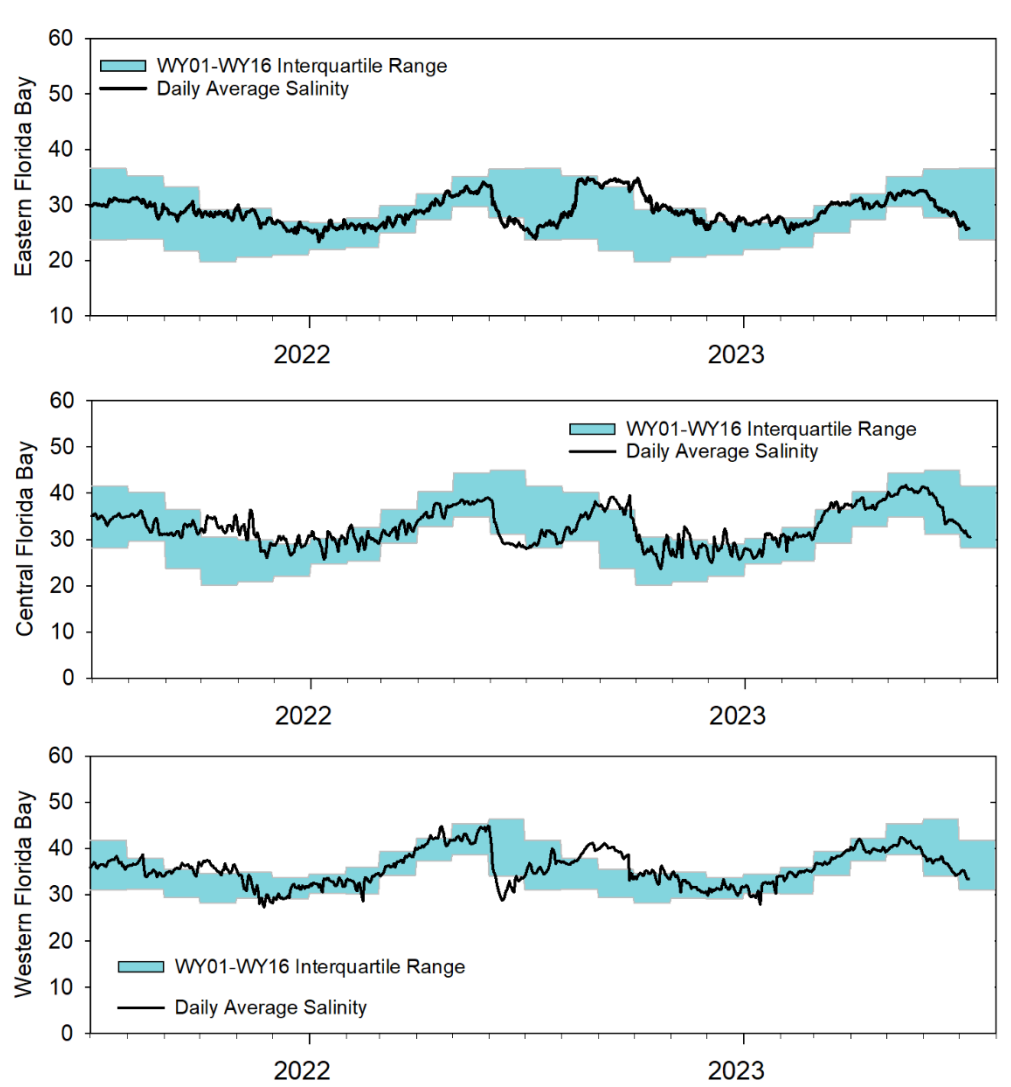 60
50
40
30
20
10
Eastern Florida Bay
WY01-WY16 Interquartile Range
Daily Average Salinity
2022
2023
60
50
40
30
20
10
0
Central Florida Bay
WY01-WY16 Interquartile Range
Daily Average Salinity
2022
2023
60
50
40
30
20
10
0
Western Florida Bay
WY01-WY16 Interquartile Range
Daily Average Salinity
2022
2023